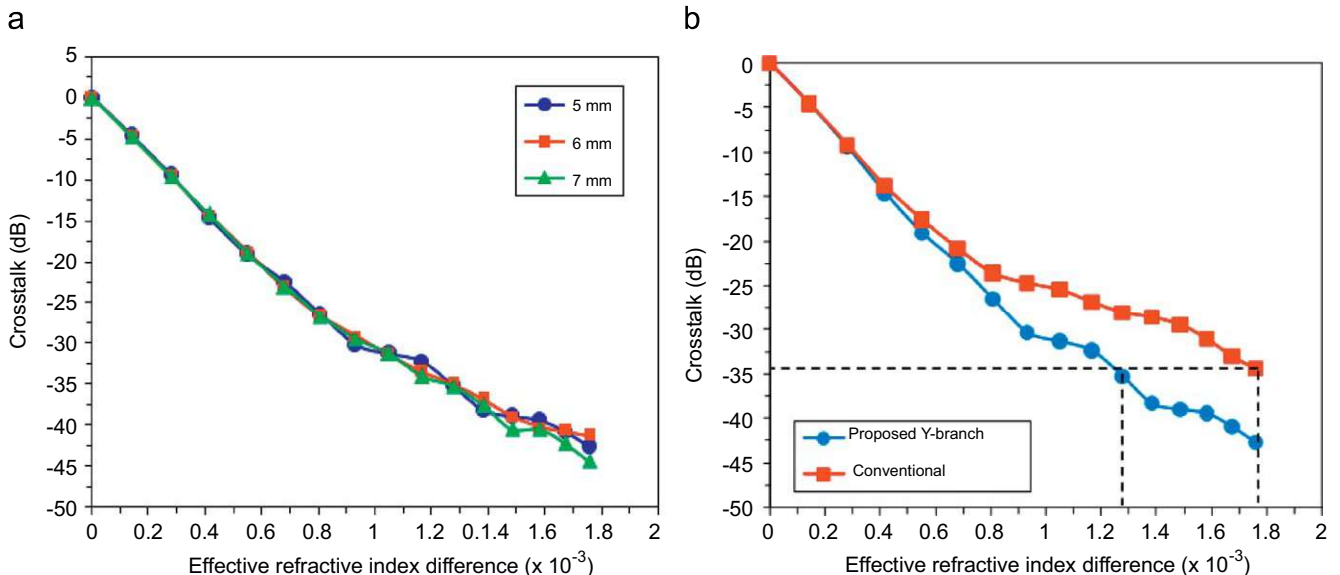 a
5
0
-5
-10
-15
-20
-25
-30
-35
-40
-45
-50
Crosstalk (dB)
5 mm
6 mm
7 mm
0 0.2 0.4 0.6 0.8 1 1.2 0.1.4 1.6 1.8 2
Effective refractive index difference (x 10-3)
b
0
-5
-10
-15
-20
-25
-30
-35
-40
-45
-50
Crosstalk (dB)
Proposed Y-branch
Conventional
0 0.2 0.4 0.6 0.8 1 1.2 1.4 1.6 1.8 2
Effective refractive index difference (x 10-3)